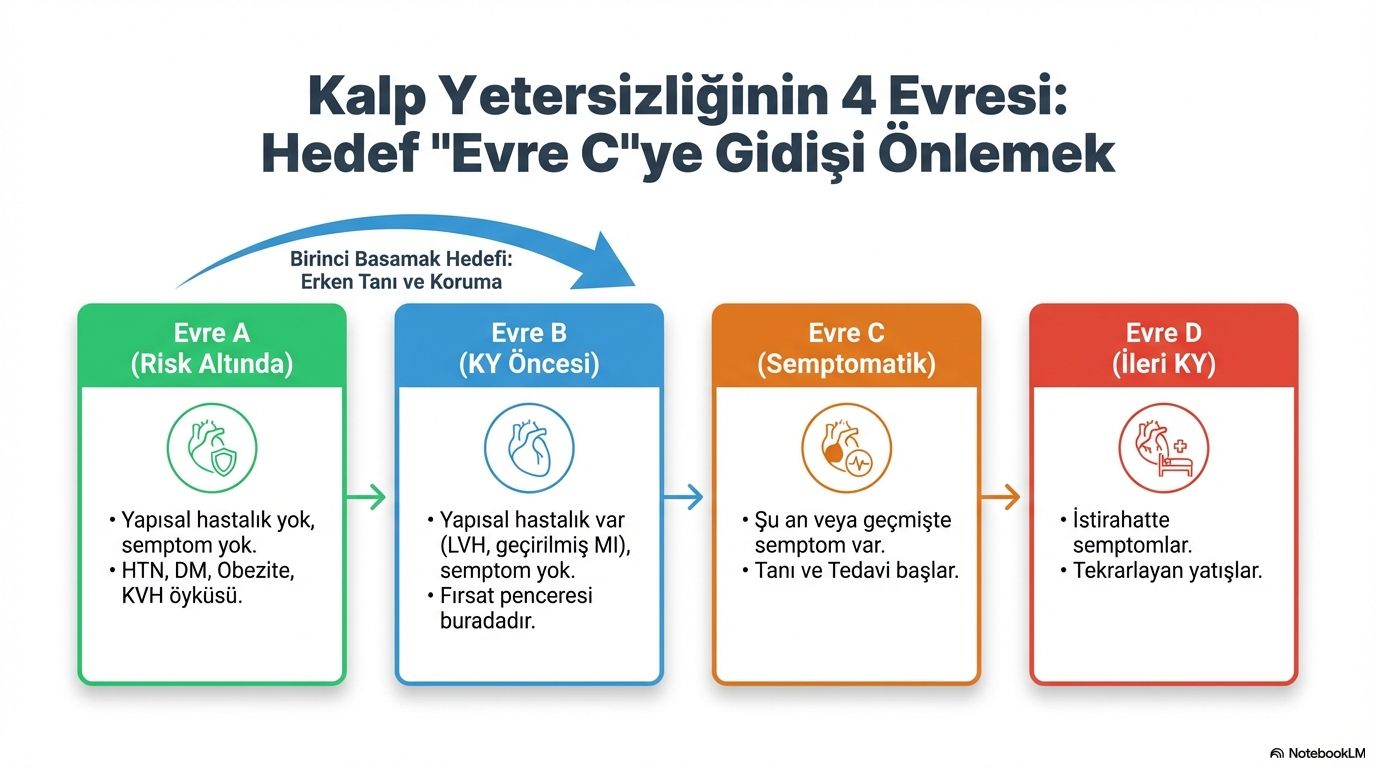 Kalp Yetersizliğinin 4 Evresi:
Hedef "Evre C"ye Gidişi Önlemek
Birinci Basamak Hedefi:
Erken Tanı ve Koruma
Evre A
(Risk Altında)
• Yapısal hastalık yok,
semptom yok.
• HTN, DM, Obezite,
KVH öyküsü.
Evre B
(KY Öncesi)
• Yapısal hastalık var
(LVH, geçirilmiş MI),
semptom yok.
• Fırsat penceresi
buradadır.
Evre C
(Semptomatik)
• Şu an veya geçmişte
semptom var.
• Tanı ve Tedavi başlar.
Evre D
(İleri KY)
• İstirahatte
semptomlar.
• Tekrarlayan yatışlar.
NotebookLM